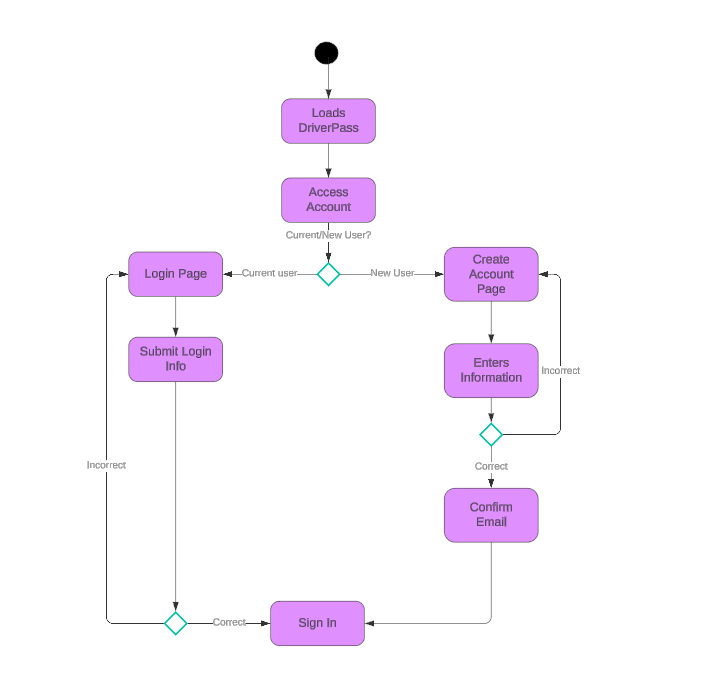 Loads
DriverPass
Access
Account
Current/New User?
Login Page
Current user
New User
Create
Account
Page
Submit Login
Info
Enters
Information
Incorrect
Incorrect
Correct
Confirm
Email
Correct
Sign In